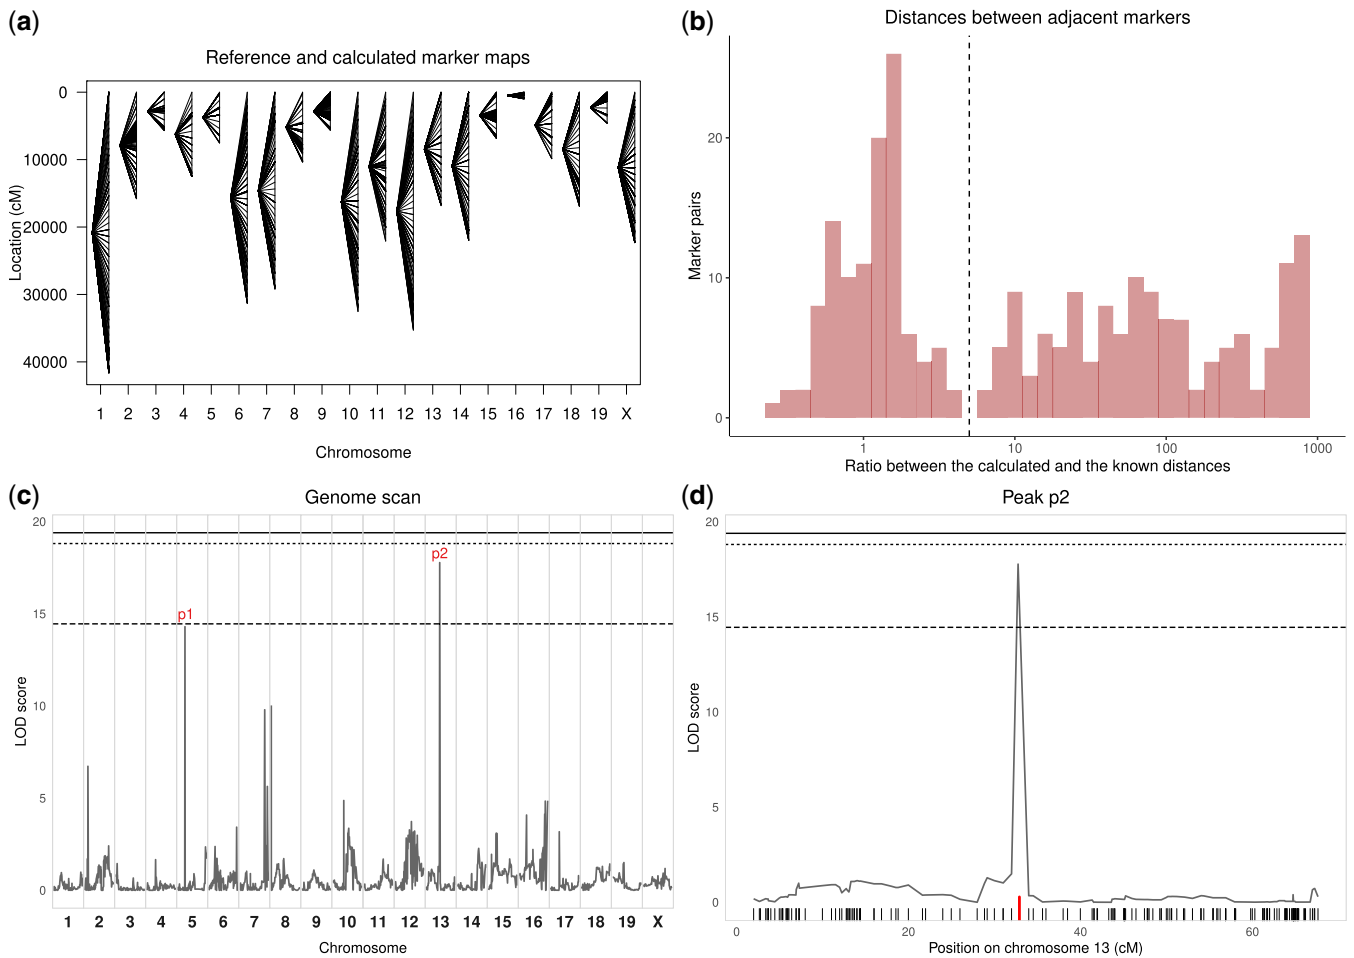 (a)
Reference and calculated marker maps
Location (cM)
0
10000
20000
30000
40000
1 2 3 4 5 6 7 8 9 10 11 12 13 14 15 16 17 18 19 X
Chromosome
(b)
Distances between adjacent markers
Marker pairs
20
10
0
1 10 100 1000
Ratio between the calculated and the known distances
(c)
Genome scan
LOD score
20
15
10
5
0
p1
p2
1 2 3 4 5 6 7 8 9 10 11 12 13 14 15 16 17 18 19 X
Chromosome
(d)
Peak p2
LOD score
20
15
10
5
0
0 20 40 60
Position on chromosome 13 (cM)